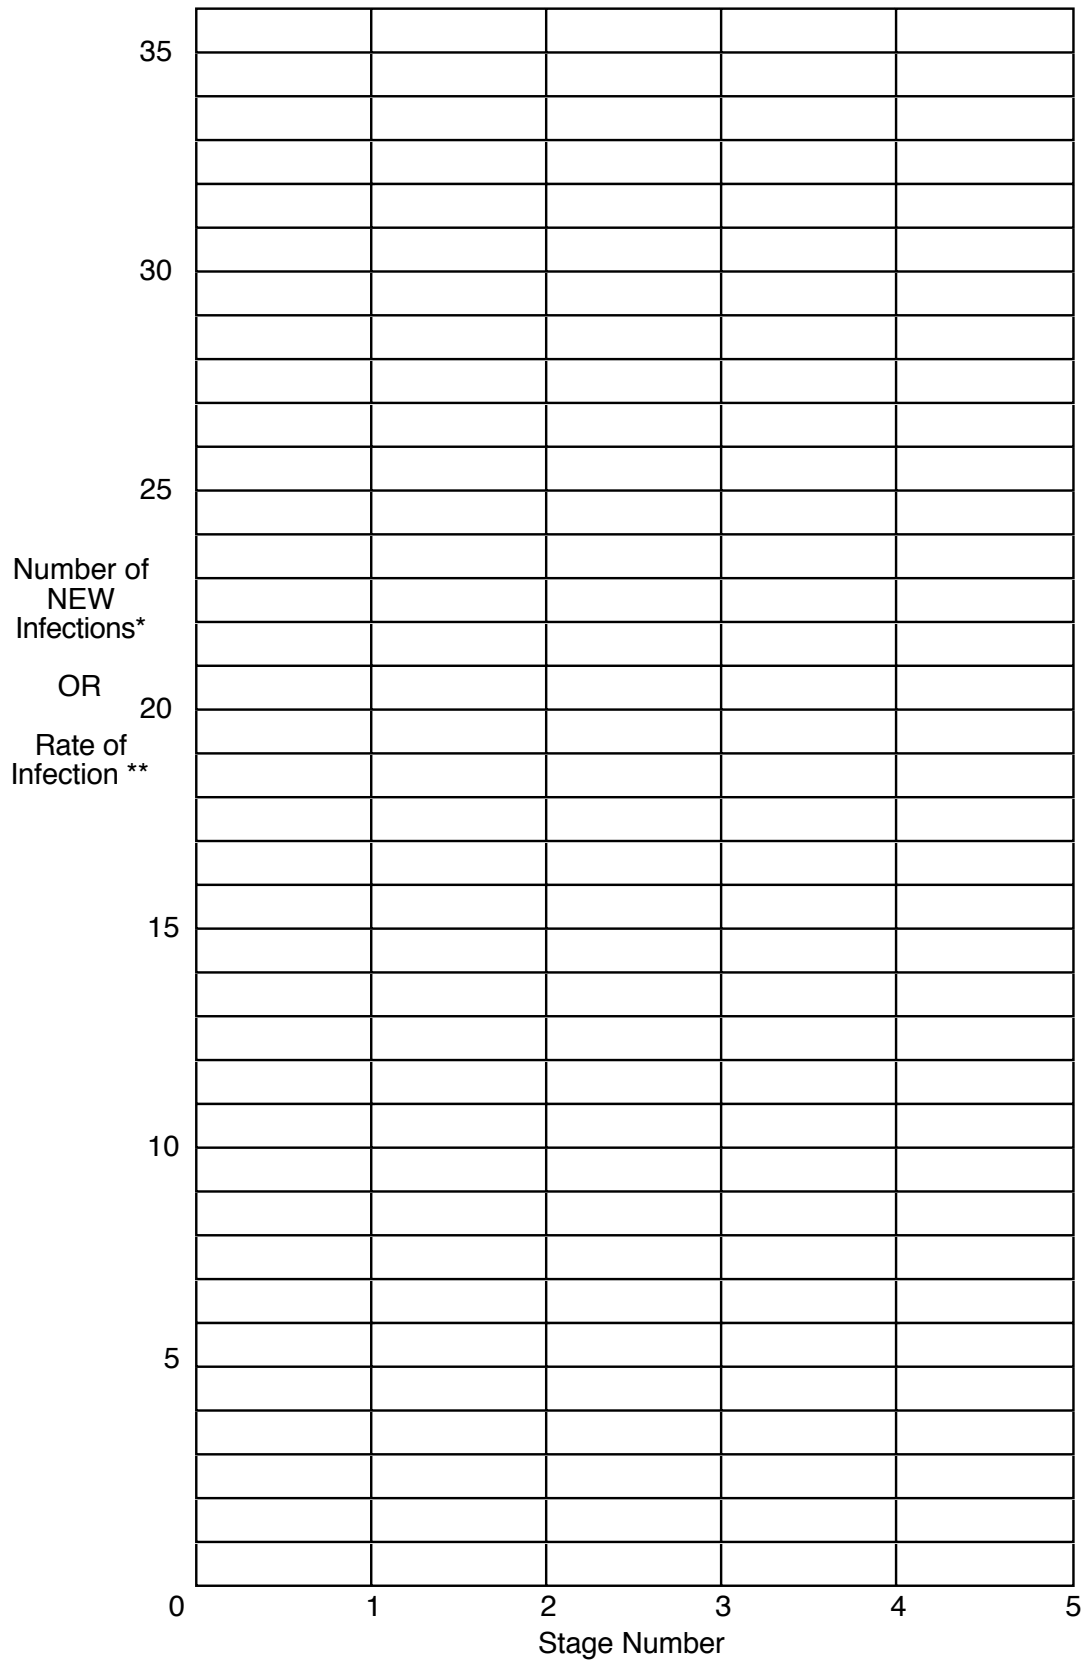 35
30
25
Number of
NEW
Infections*
OR
20
Rate of
Infection **
15
10
5
0 1 2 3 4 5
Stage Number